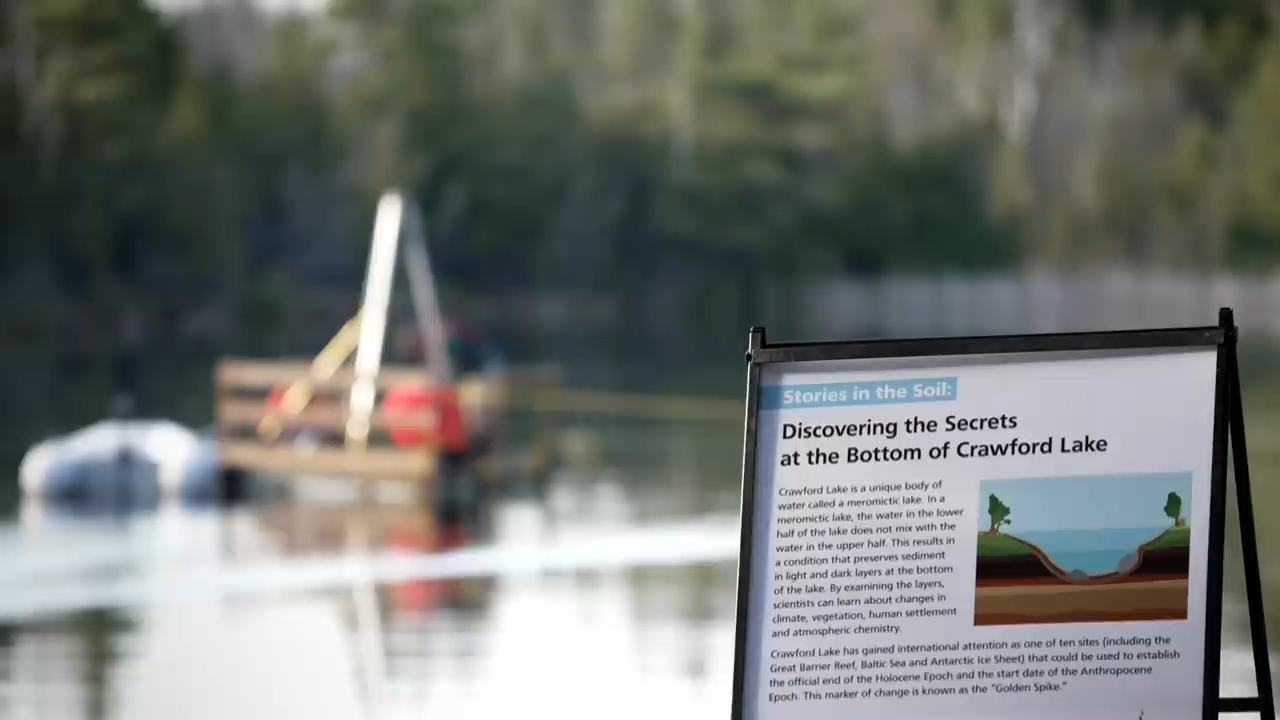 Stories in the Soil:
Discovering the Secrets
at the Bottom of Crawford Lake
Crawford Lake is a unique body of
water called a meromictic lake. In a
meromictic lake, the water in the lower
half of the lake does not mix with the
water in the upper half. This results in
a condition that preserves sediment
in light and dark layers at the bottom
of the lake. By examining the layers,
scientists can learn about changes in
climate, vegetation, human settlement
and atmospheric chemistry.
Crawford Lake has gained international attention as one of ten sites (including the
Great Barrier Reef, Baltic Sea and Antarctic Ice Sheet) that could be used to establish
the official end of the Holocene Epoch and the start date of the Anthropocene
Epoch. This marker of change is known as the "Golden Spike."